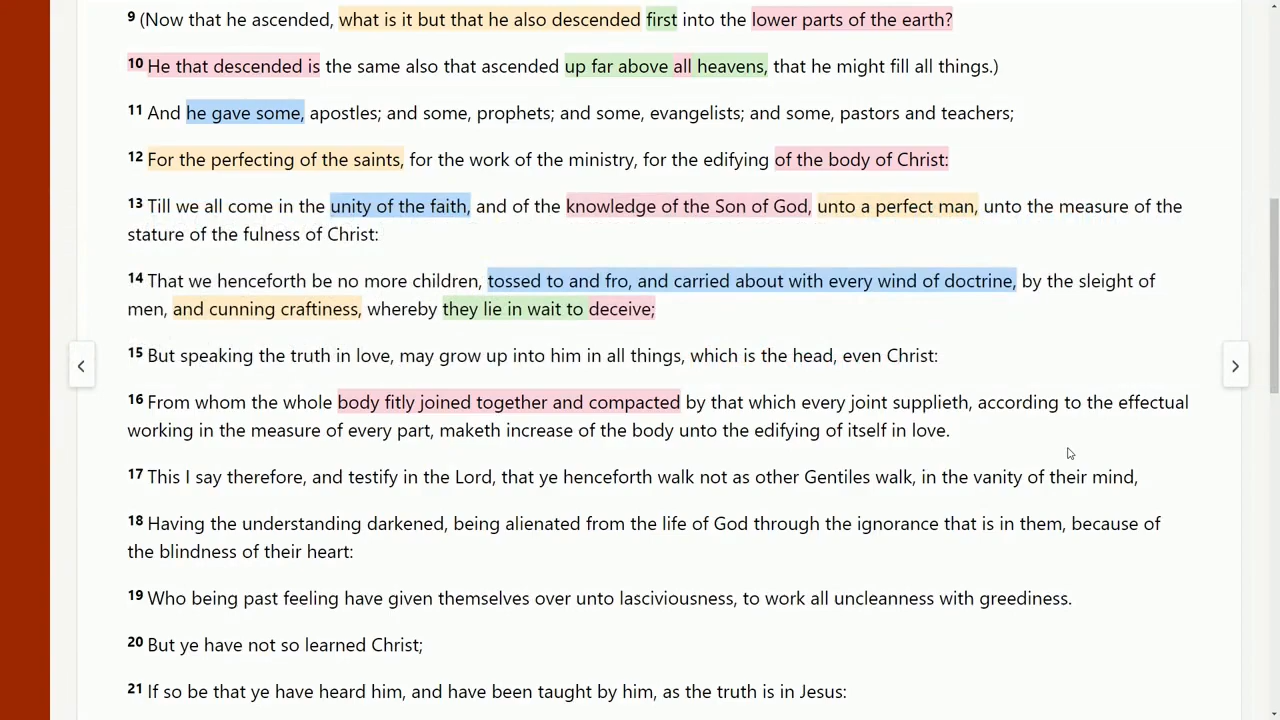 9 (Now that he ascended, what is it but that he also descended first into the lower parts of the earth?
10 He that descended is the same also that ascended up far above all heavens, that he might fill all things.)
11 And he gave some, apostles; and some, prophets; and some, evangelists; and some, pastors and teachers;
12 For the perfecting of the saints, for the work of the ministry, for the edifying of the body of Christ:
13 Till we all come in the unity of the faith, and of the knowledge of the Son of God, unto a perfect man, unto the measure of the
stature of the fulness of Christ:
14 That we henceforth be no more children, tossed to and fro, and carried about with every wind of doctrine, by the sleight of
men, and cunning craftiness, whereby they lie in wait to deceive;
15 But speaking the truth in love, may grow up into him in all things, which is the head, even Christ:
16 From whom the whole body fitly joined together and compacted by that which every joint supplieth, according to the effectual
working in the measure of every part, maketh increase of the body unto the edifying of itself in love.
17 This I say therefore, and testify in the Lord, that ye henceforth walk not as other Gentiles walk, in the vanity of their mind,
18 Having the understanding darkened, being alienated from the life of God through the ignorance that is in them, because of
the blindness of their heart:
19 Who being past feeling have given themselves over unto lasciviousness, to work all uncleanness with greediness.
20 But ye have not so learned Christ;
21 If so be that ye have heard him, and have been taught by him, as the truth is in Jesus: